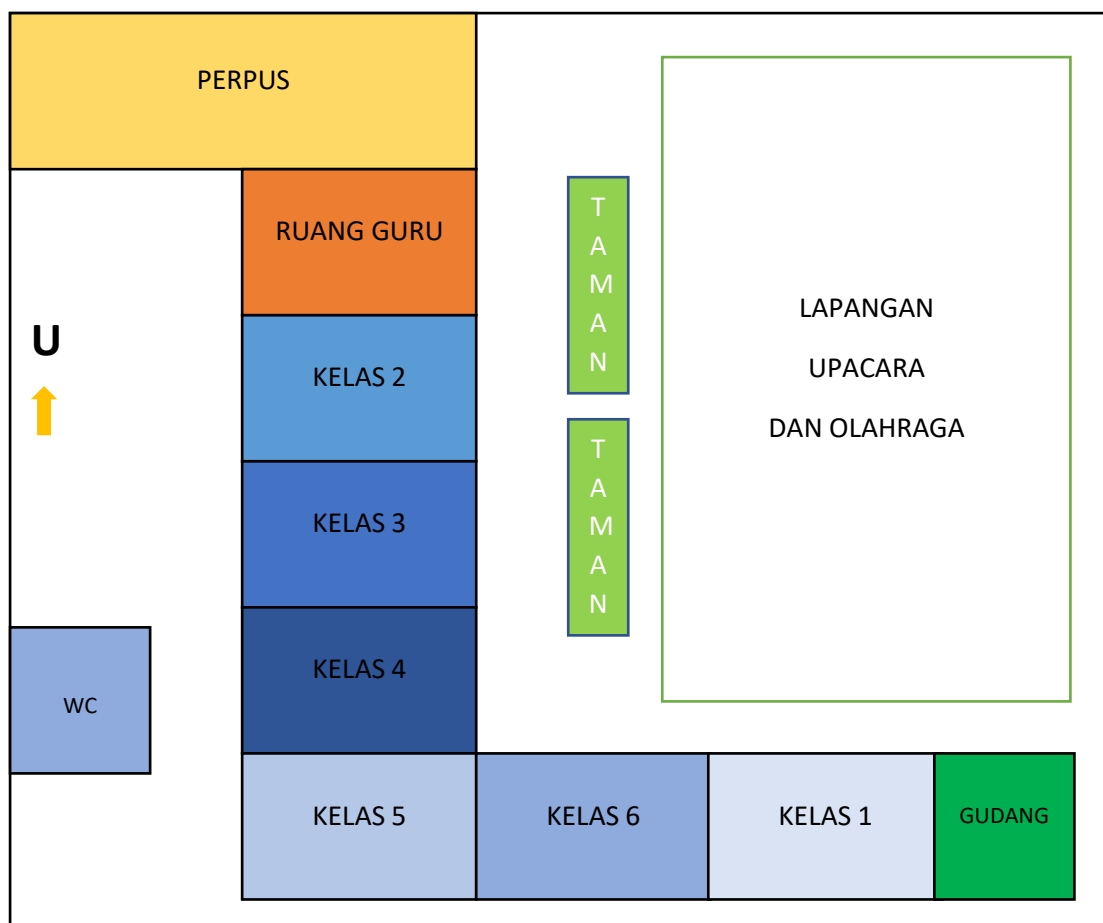 PERPUS
RUANG GURU
U
KELAS 2
KELAS 3
KELAS 4
WC
KELAS 5
KELAS 6
KELAS 1
GUDANG
T
A
M
A
N
T
A
M
A
N
LAPANGAN
UPACARA
DAN OLAHRAGA